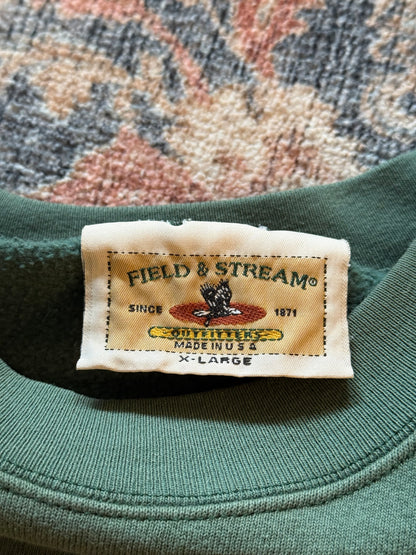 FIELD & STREAM®
SINCE 1871
OUTFITTERS
MADE IN U S A
X-LARGE